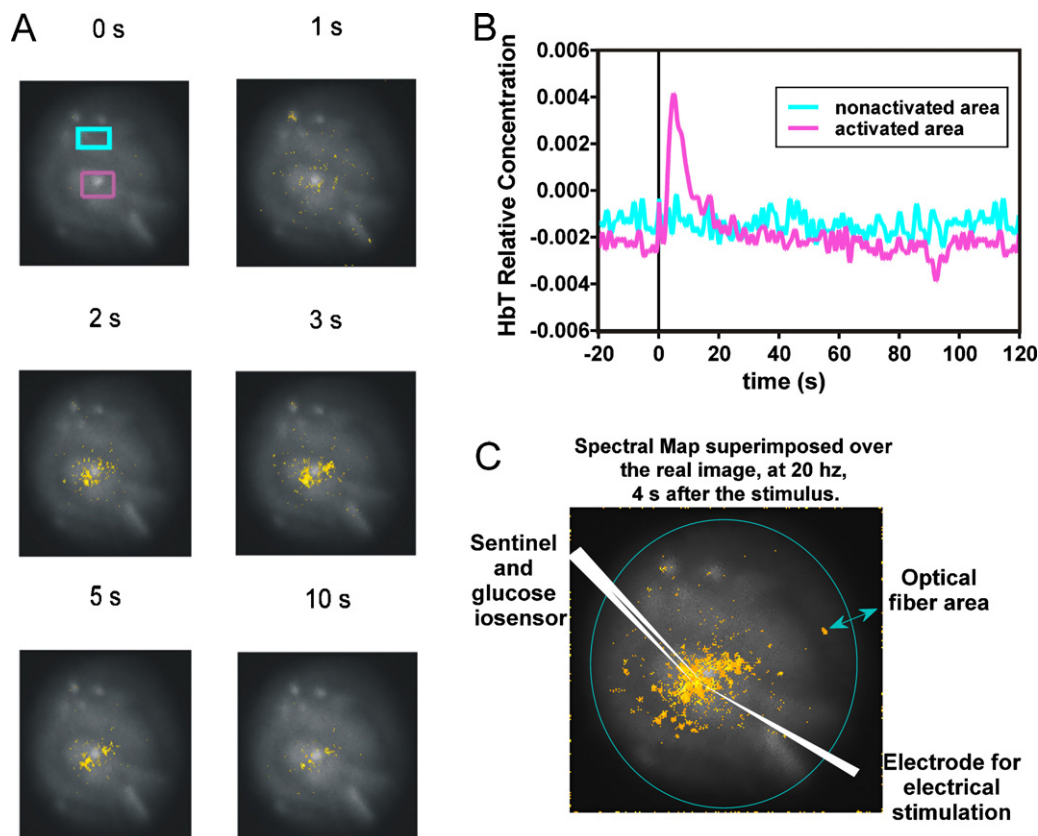 A
0 s
1 s
2 s
3 s
5 s
10 s
B
HbT Relative Concentration
0.006
0.004
0.002
0.000
-0.002
-0.004
-0.006
nonactivated area
activated area
-20
0
20
40
60
80
100
120
time (s)
C
Spectral Map superimposed over
the real image, at 20 hz,
4 s after the stimulus.
Sentinel
and
glucose
iosensor
Optical
fiber area
Electrode for
electrical
stimulation